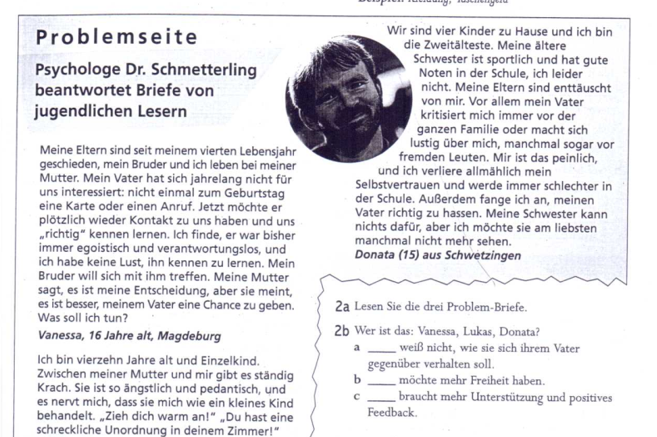 Beispiel: Kleidung, Taschengeld
Problemseite
Psychologe Dr. Schmetterling
beantwortet Briefe von
jugendlichen Lesern
Meine Eltern sind seit meinem vierten Lebensjahr
geschieden, mein Bruder und ich leben bei meiner
Mutter. Mein Vater hat sich jahrelang nicht für
uns interessiert: nicht einmal zum Geburtstag
eine Karte oder einen Anruf. Jetzt möchte er
plötzlich wieder Kontakt zu uns haben und uns
„richtig“ kennen lernen. Ich finde, er war bisher
immer egoistisch und verantwortungslos, und
ich habe keine Lust, ihn kennen zu lernen. Mein
Bruder will sich mit ihm treffen. Meine Mutter
sagt, es ist meine Entscheidung, aber sie meint,
es ist besser, meinem Vater eine Chance zu geben.
Was soll ich tun?
Vanessa, 16 Jahre alt, Magdeburg
Ich bin vierzehn Jahre alt und Einzelkind.
Zwischen meiner Mutter und mir gibt es ständig
Krach. Sie ist so ängstlich und pedantisch, und
es nervt mich, dass sie mich wie ein kleines Kind
behandelt. „Zieh dich warm an!“ „Du hast eine
schreckliche Unordnung in deinem Zimmer!“
Wir sind vier Kinder zu Hause und ich bin
die Zweitälteste. Meine ältere
Schwester ist sportlich und hat gute
Noten in der Schule, ich leider
nicht. Meine Eltern sind enttäuscht
von mir. Vor allem mein Vater
kritisiert mich immer vor der
ganzen Familie oder macht sich
lustig über mich, manchmal sogar vor
fremden Leuten. Mir ist das peinlich,
und ich verliere allmählich mein
Selbstvertrauen und werde immer schlechter in
der Schule. Außerdem fange ich an, meinen
Vater richtig zu hassen. Meine Schwester kann
nichts dafür, aber ich möchte sie am liebsten
manchmal nicht mehr sehen.
Donata (15) aus Schwetzingen
2a Lesen Sie die drei Problem-Briefe.
2b Wer ist das: Vanessa, Lukas, Donata?
a ____ weiß nicht, wie sie sich ihrem Vater
gegenüber verhalten soll.
b ____ möchte mehr Freiheit haben.
c ____ braucht mehr Unterstützung und positives
Feedback.